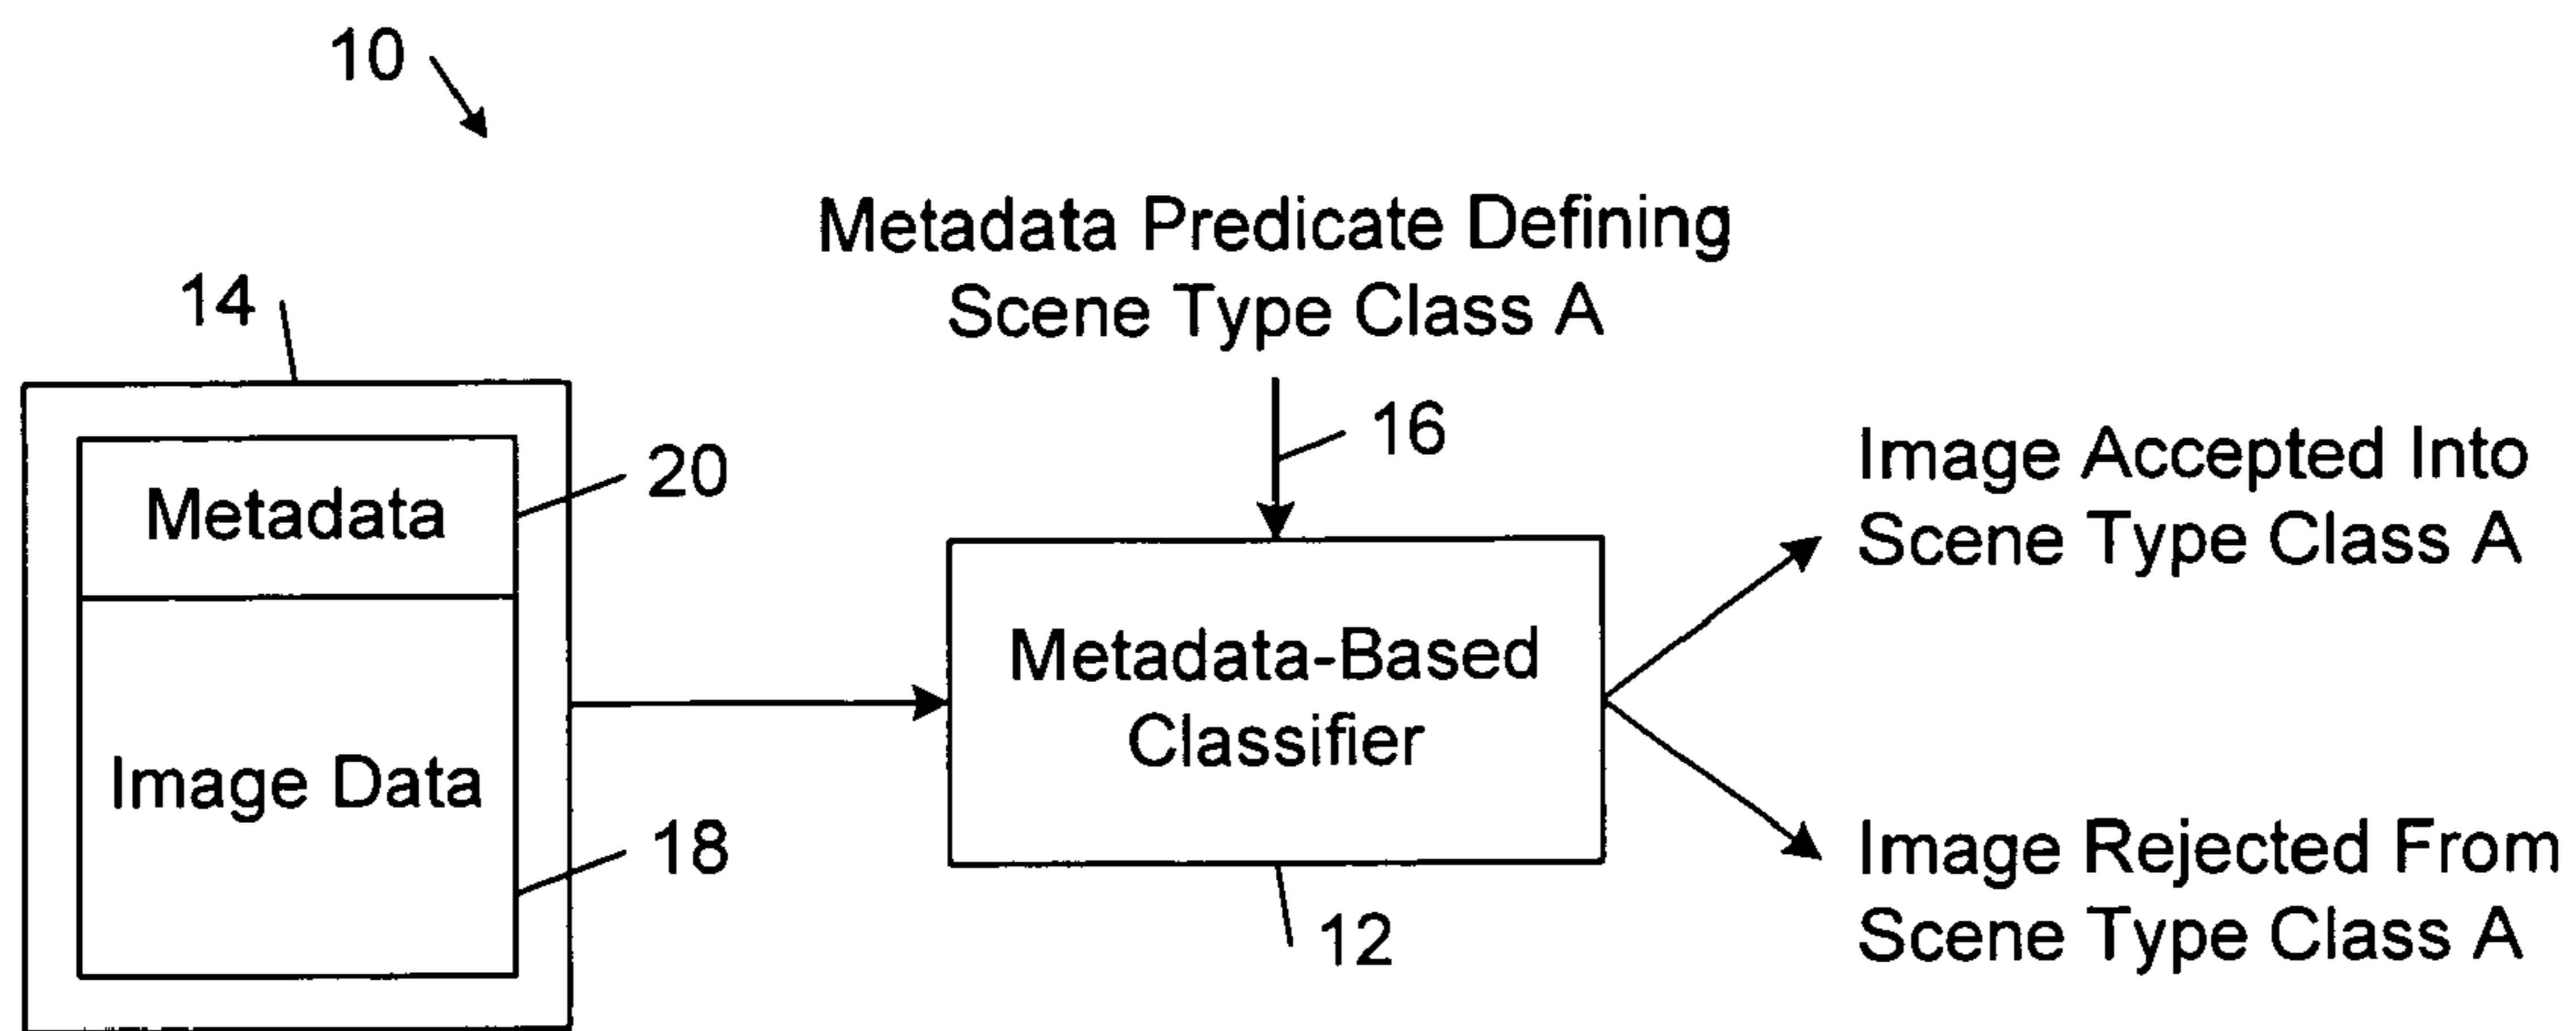 10
Metadata Predicate Defining
Scene Type Class A
14
16
Metadata
20
Image Accepted Into
Scene Type Class A
Metadata-Based
Classifier
Image Data
18
12
Image Rejected From
Scene Type Class A